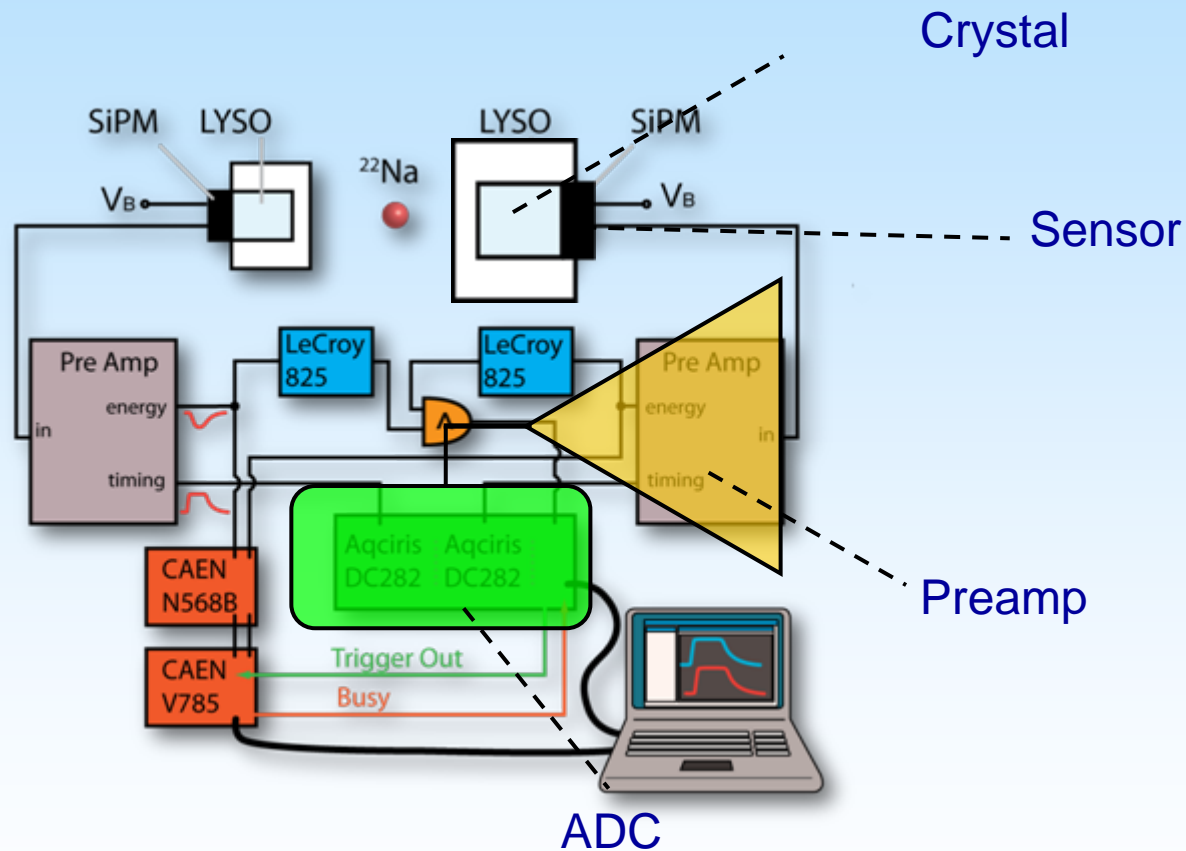 Crystal
SiPM LYSO
LYSO SiPM
²²Na
VB
VB
Sensor
LeCroy
825
LeCroy
825
Pre Amp
energy
in
timing
Pre Amp
energy
in
timing
Aqciris
DC282
Aqciris
DC282
CAEN
N568B
Preamp
Trigger Out
CAEN
V785
Busy
ADC